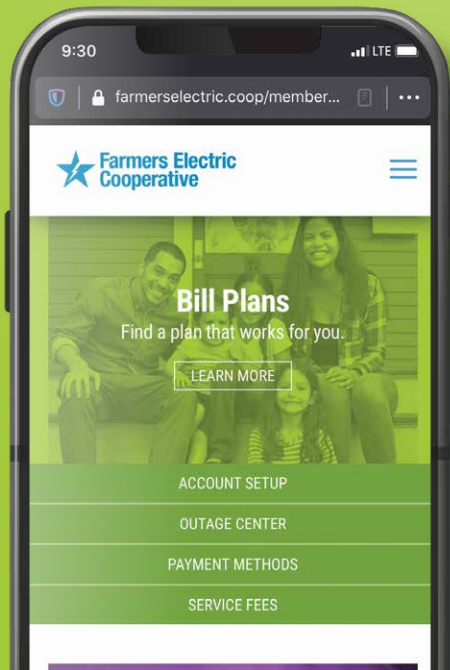 9:30
LTE
farmerselectric.coop/member...
Farmers Electric
Cooperative
Bill Plans
Find a plan that works for you.
LEARN MORE
ACCOUNT SETUP
OUTAGE CENTER
PAYMENT METHODS
SERVICE FEES